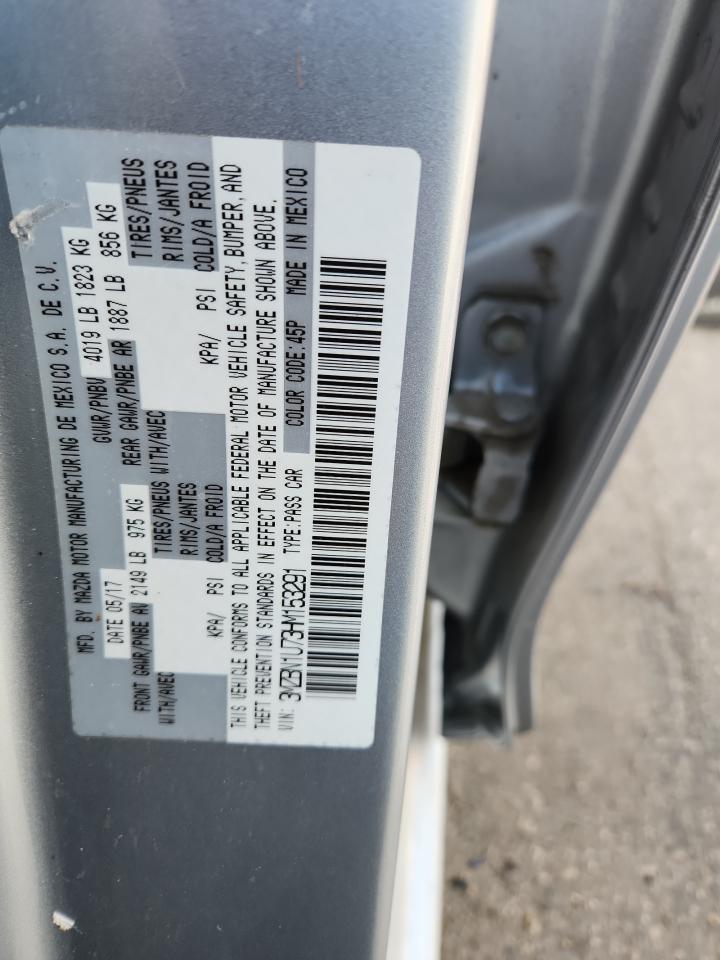 MFD. BY MAZDA MOTOR MANUFACTURING DE MEXICO S.A. DE C.V.
DATE 05/17 GVWR/PNBV 4019 LB 1823 KG
FRONT GAWR/PNBE AV 2149 LB 975 KG REAR GAWR/PNBE AR 1887 LB 856 KG
WITH/AVEC TIRES/PNEUS WITH/AVEC TIRES/PNEUS
RIMS/JANTES RIMS/JANTES
KPA/ PSI COLD/A FROID KPA/ PSI COLD/A FROID
THIS VEHICLE CONFORMS TO ALL APPLICABLE FEDERAL MOTOR VEHICLE SAFETY, BUMPER, AND
THEFT PREVENTION STANDARDS IN EFFECT ON THE DATE OF MANUFACTURE SHOWN ABOVE.
VIN: 3MZBN1U73HM153291 TYPE:PASS CAR COLOR CODE:45P MADE IN MEXICO